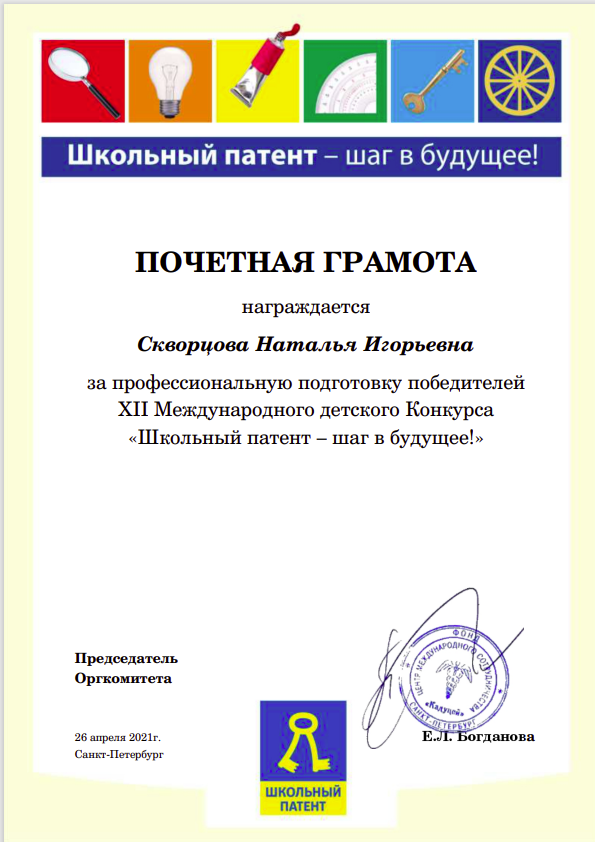 Школьный патент – шаг в будущее!
ПОЧЕТНАЯ ГРАМОТА
награждается
Скворцова Наталья Игорьевна
за профессиональную подготовку победителей
XII Международного детского Конкурса
«Школьный патент – шаг в будущее!»
Председатель
Оргкомитета
ФОНД
ЦЕНТР МЕЖДУНАРОДНОГО СОТРУДНИЧЕСТВА
«Кадуцей»
САНКТ-ПЕТЕРБУРГ
Е.Л. Богданова
26 апреля 2021г.
Санкт-Петербург
ШКОЛЬНЫЙ
ПАТЕНТ